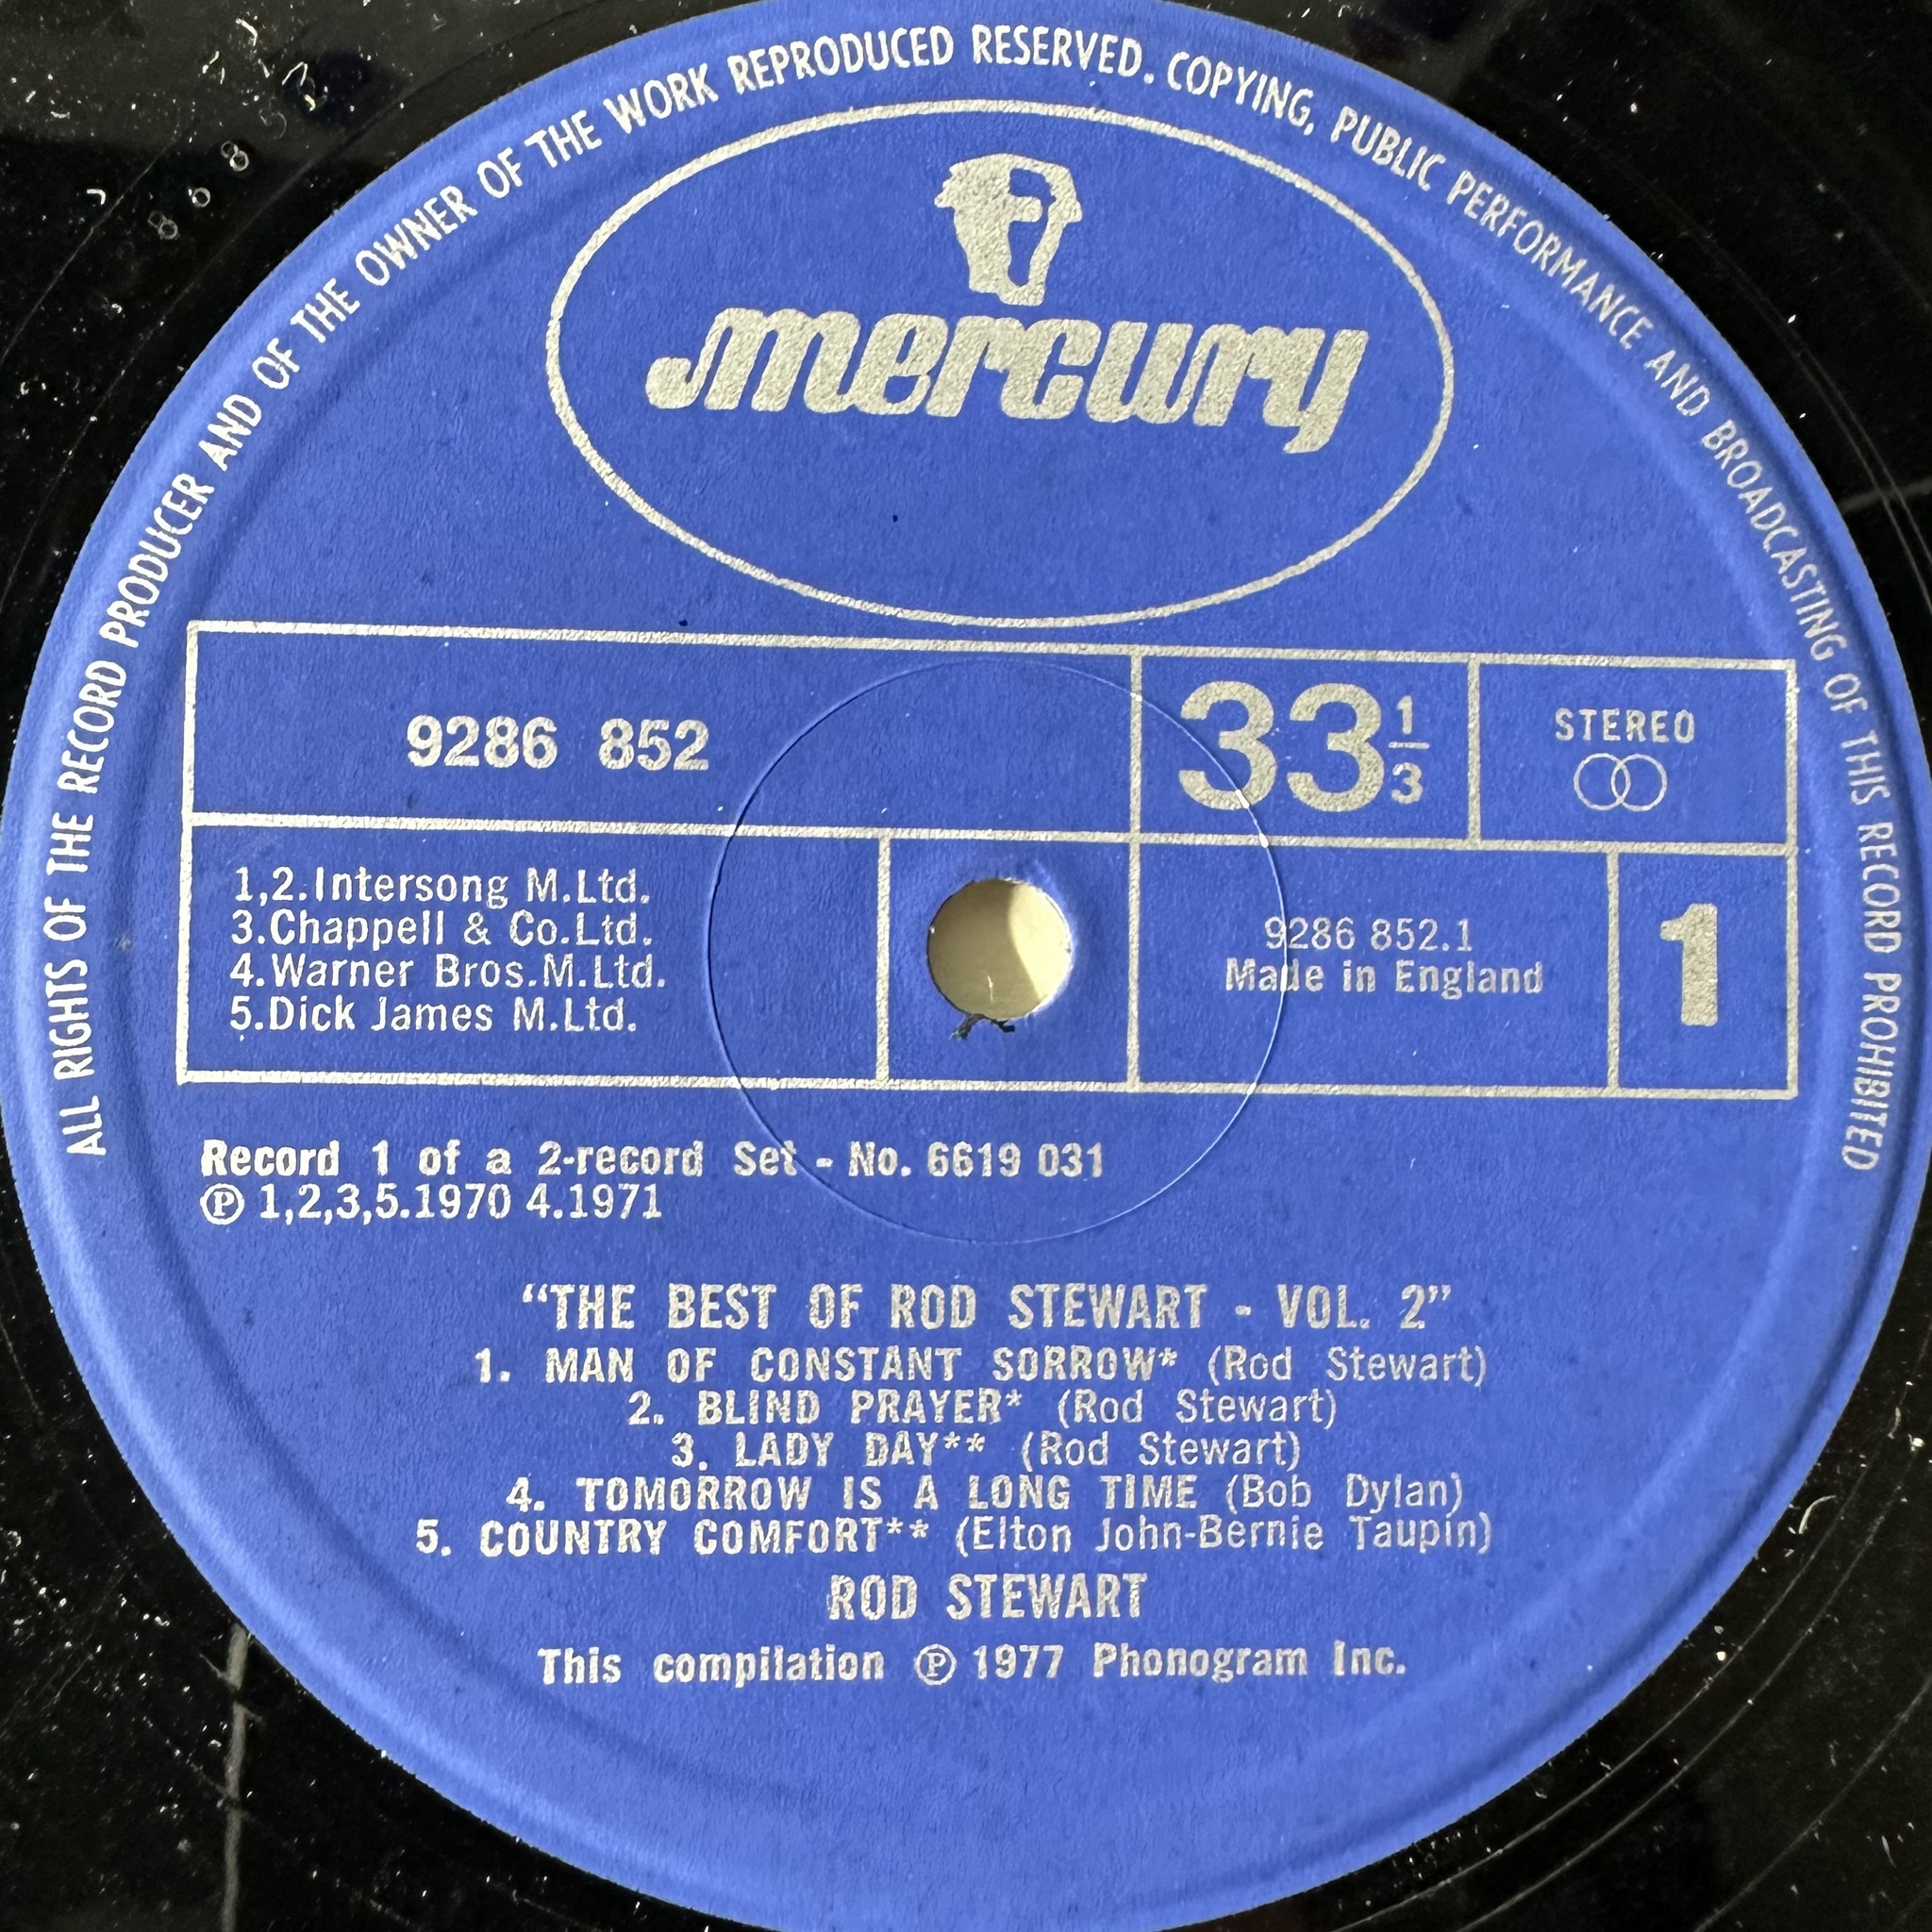 ALL RIGHTS OF THE RECORD PRODUCER AND OF THE OWNER OF THE WORK REPRODUCED RESERVED. COPYING, PUBLIC PERFORMANCE AND BROADCASTING OF THIS RECORD PROHIBITED
mercury
9286 852
33 1/3
STEREO
1,2.Intersong M.Ltd.
3.Chappell & Co.Ltd.
4.Warner Bros.M.Ltd.
5.Dick James M.Ltd.
9286 852.1
Made in England
1
Record 1 of a 2-record Set - No. 6619 031
℗ 1,2,3,5.1970 4.1971
“THE BEST OF ROD STEWART - VOL. 2”
1. MAN OF CONSTANT SORROW* (Rod Stewart)
2. BLIND PRAYER* (Rod Stewart)
3. LADY DAY** (Rod Stewart)
4. TOMORROW IS A LONG TIME (Bob Dylan)
5. COUNTRY COMFORT** (Elton John-Bernie Taupin)
ROD STEWART
This compilation ℗ 1977 Phonogram Inc.